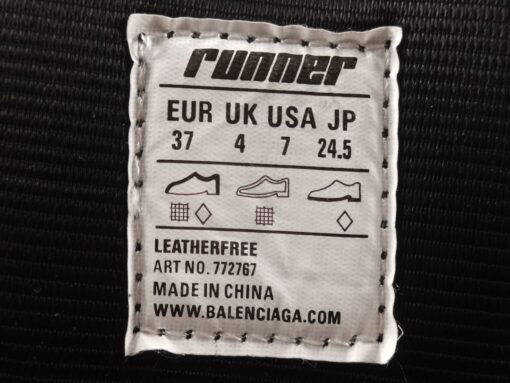 runner
EUR UK USA JP
37 4 7 24.5
LEATHERFREE
ART NO. 772767
MADE IN CHINA
WWW.BALENCIAGA.COM